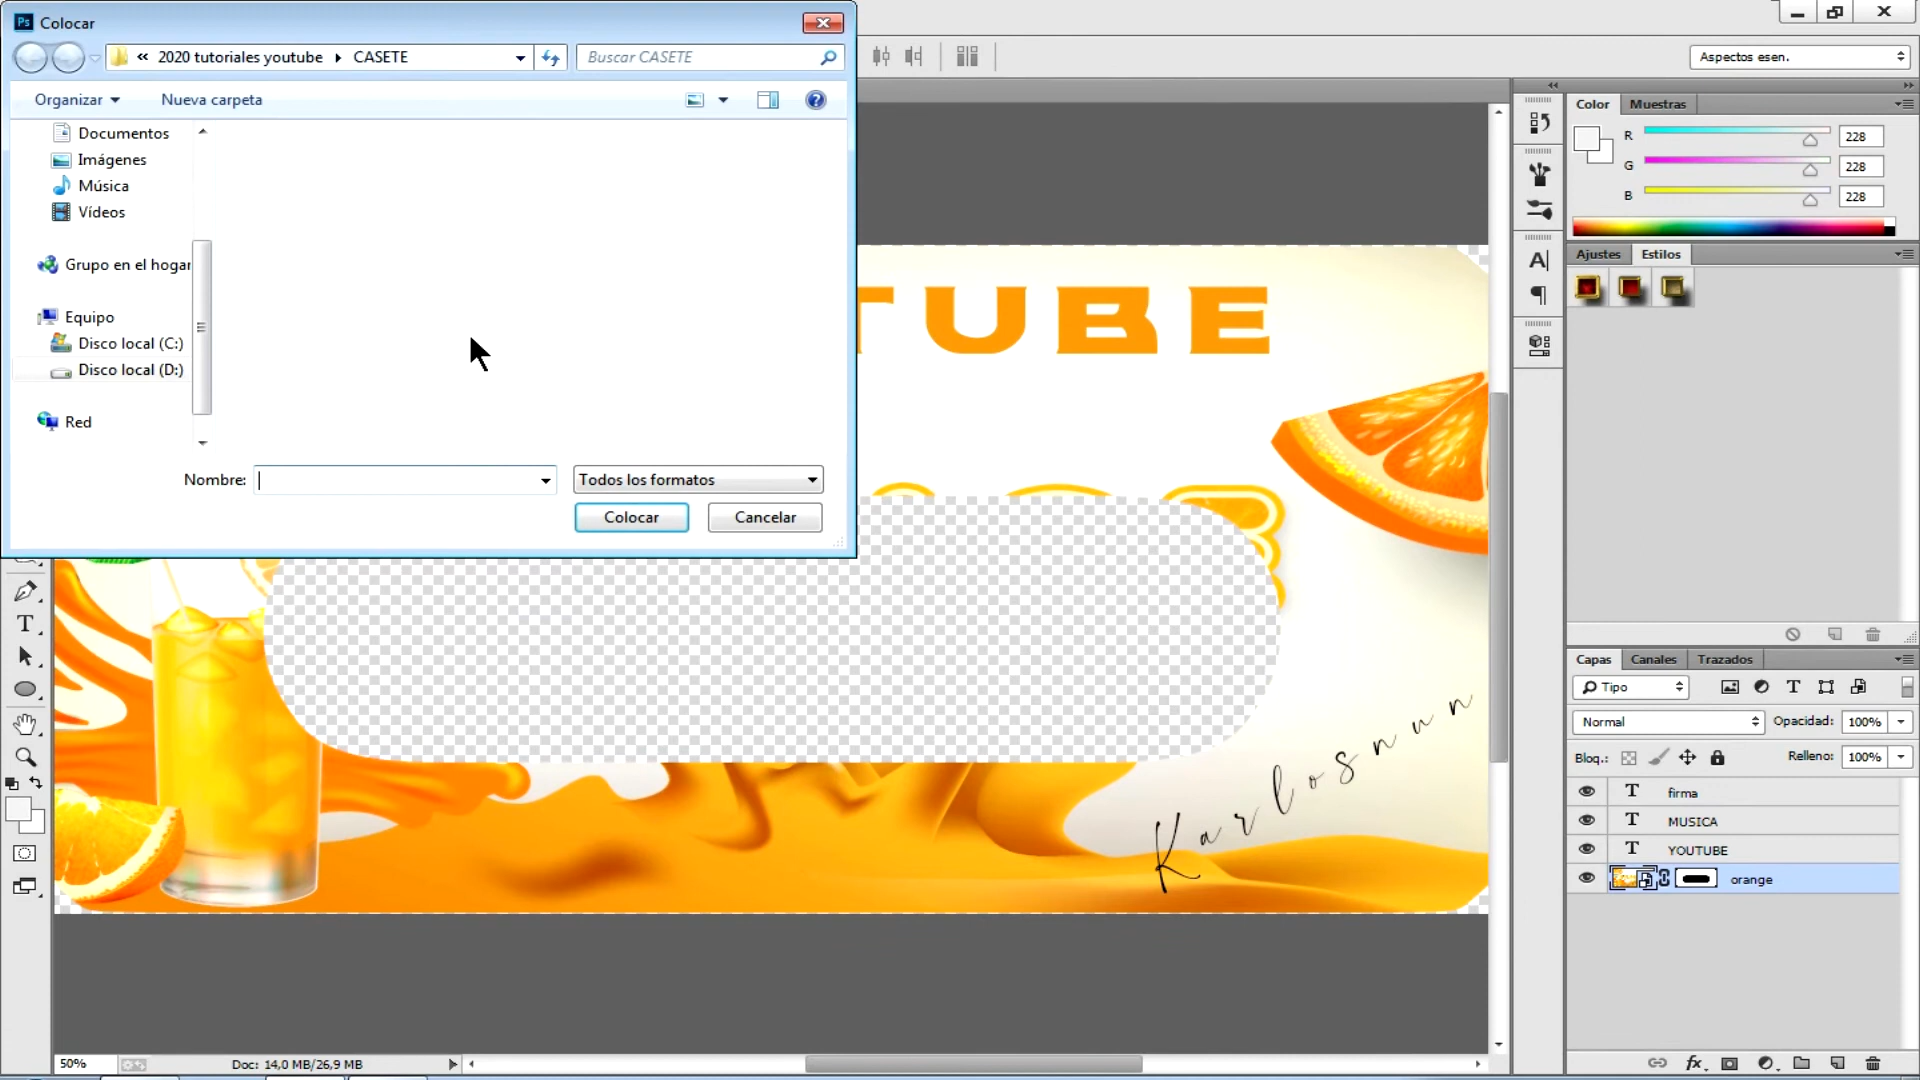 Ps Colocar
« 2020 tutoriales youtube CASETE
Buscar CASETE
Organizar Nueva carpeta
Documentos
Imágenes
Música
Vídeos
Grupo en el hogar
Equipo
Disco local (C:)
Disco local (D:)
Red
Nombre:
Todos los formatos
Colocar Cancelar
Aspectos esen.
Color Muestras
R 228
G 228
B 228
Ajustes Estilos
TUBE
Karlosnun
Capas Canales Trazados
Tipo
Normal Opacidad: 100%
Bloq.: Relleno: 100%
T firma
T MUSICA
T YOUTUBE
orange
fx
50% Doc: 14,0 MB/26,9 MB